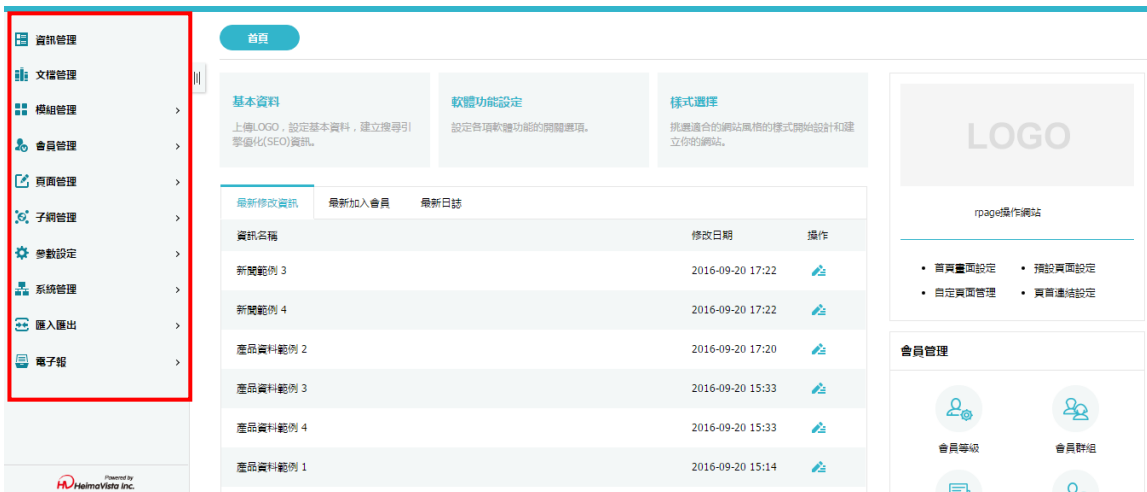 資訊管理
文檔管理
模組管理
會員管理
頁面管理
子網管理
參數設定
系統管理
匯入匯出
電子報
Powered by
HeimaVista Inc.
首頁
基本資料
上傳LOGO，設定基本資料，建立搜尋引
擎優化(SEO)資訊。
軟體功能設定
設定各項軟體功能的開關選項。
樣式選擇
挑選適合的網站風格的樣式開始設計和建
立你的網站。
最新修改資訊 最新加入會員 最新日誌
資訊名稱 修改日期 操作
新聞範例 3 2016-09-20 17:22
新聞範例 4 2016-09-20 17:22
產品資料範例 2 2016-09-20 17:20
產品資料範例 3 2016-09-20 15:33
產品資料範例 4 2016-09-20 15:33
產品資料範例 1 2016-09-20 15:14
LOGO
rpage操作網站
首頁畫面設定 預設頁面設定
自定頁面管理 頁首連結設定
會員管理
會員等級 會員群組